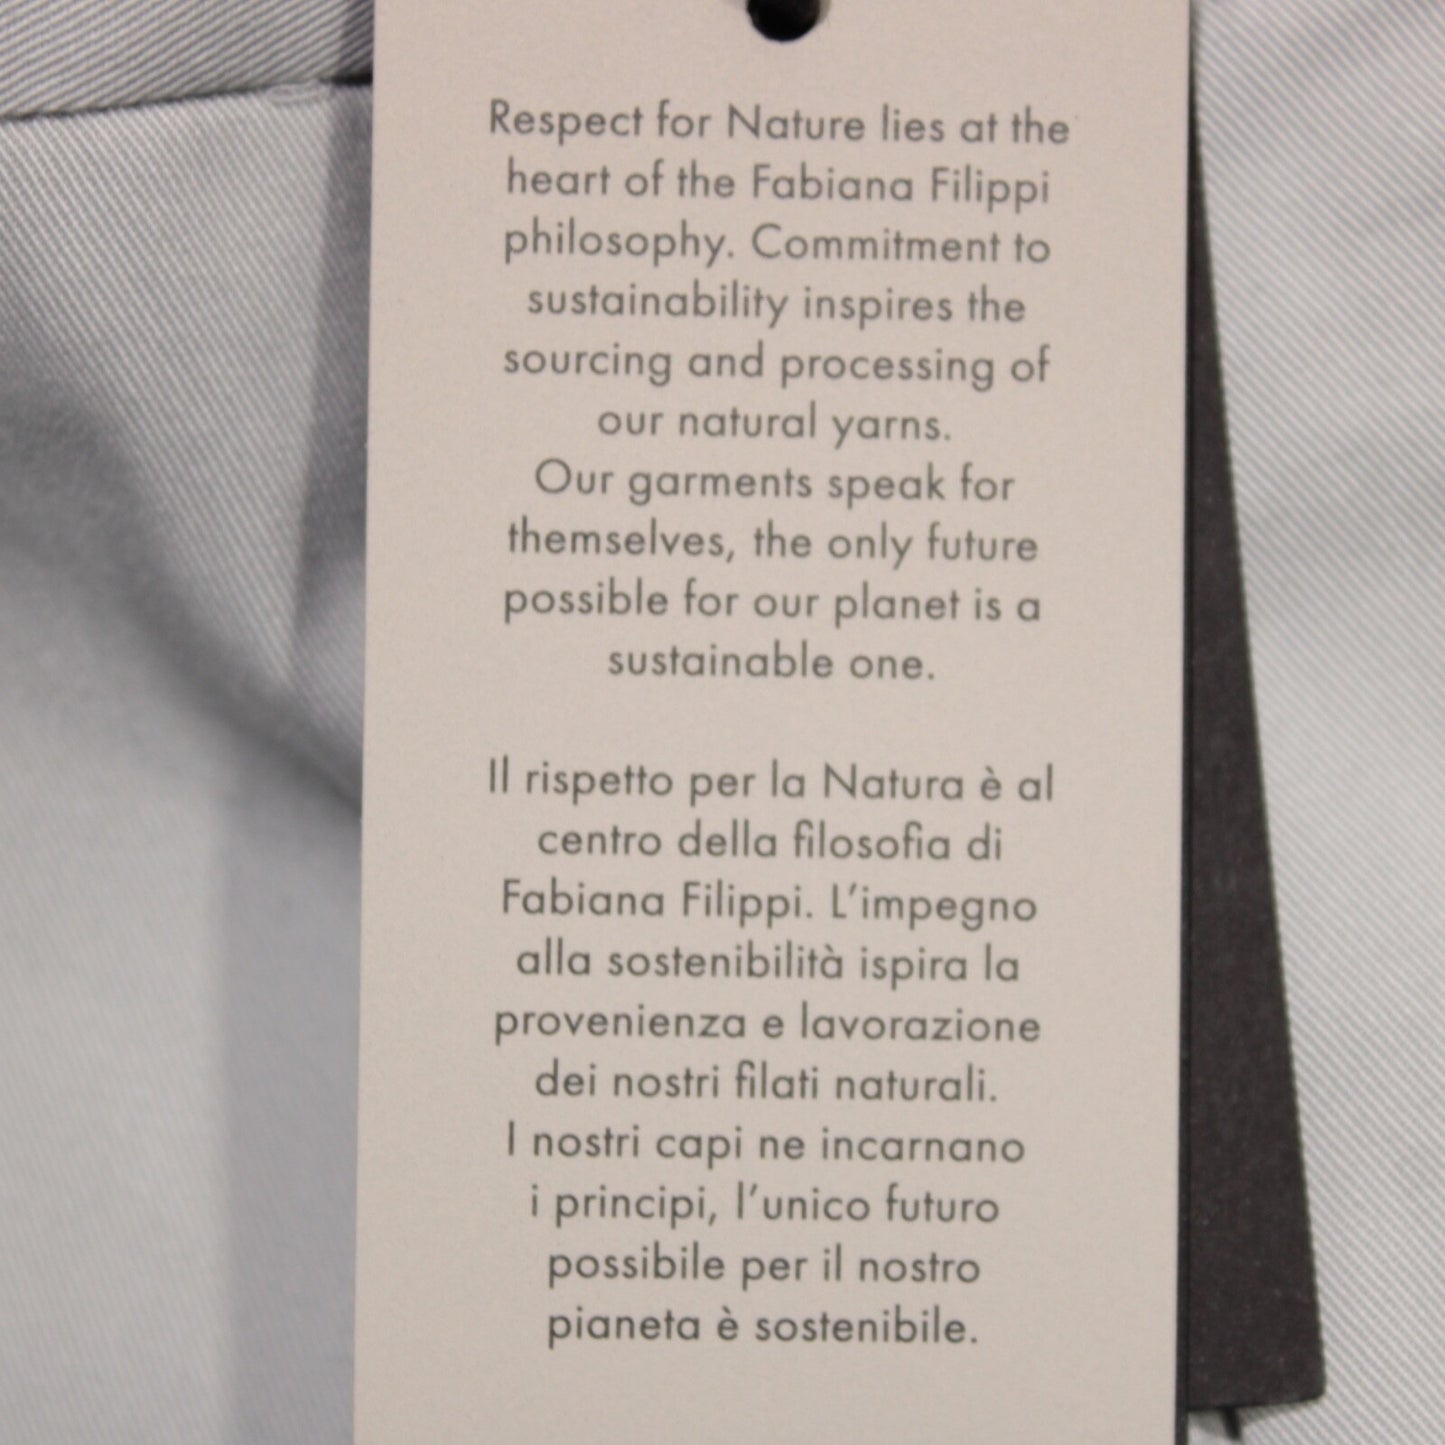 Respect for Nature lies at the
heart of the Fabiana Filippi
philosophy. Commitment to
sustainability inspires the
sourcing and processing of
our natural yarns.
Our garments speak for
themselves, the only future
possible for our planet is a
sustainable one.
Il rispetto per la Natura è al
centro della filosofia di
Fabiana Filippi. L’impegno
alla sostenibilità ispira la
provenienza e lavorazione
dei nostri filati naturali.
I nostri capi ne incarnano
i principi, l’unico futuro
possibile per il nostro
pianeta è sostenibile.